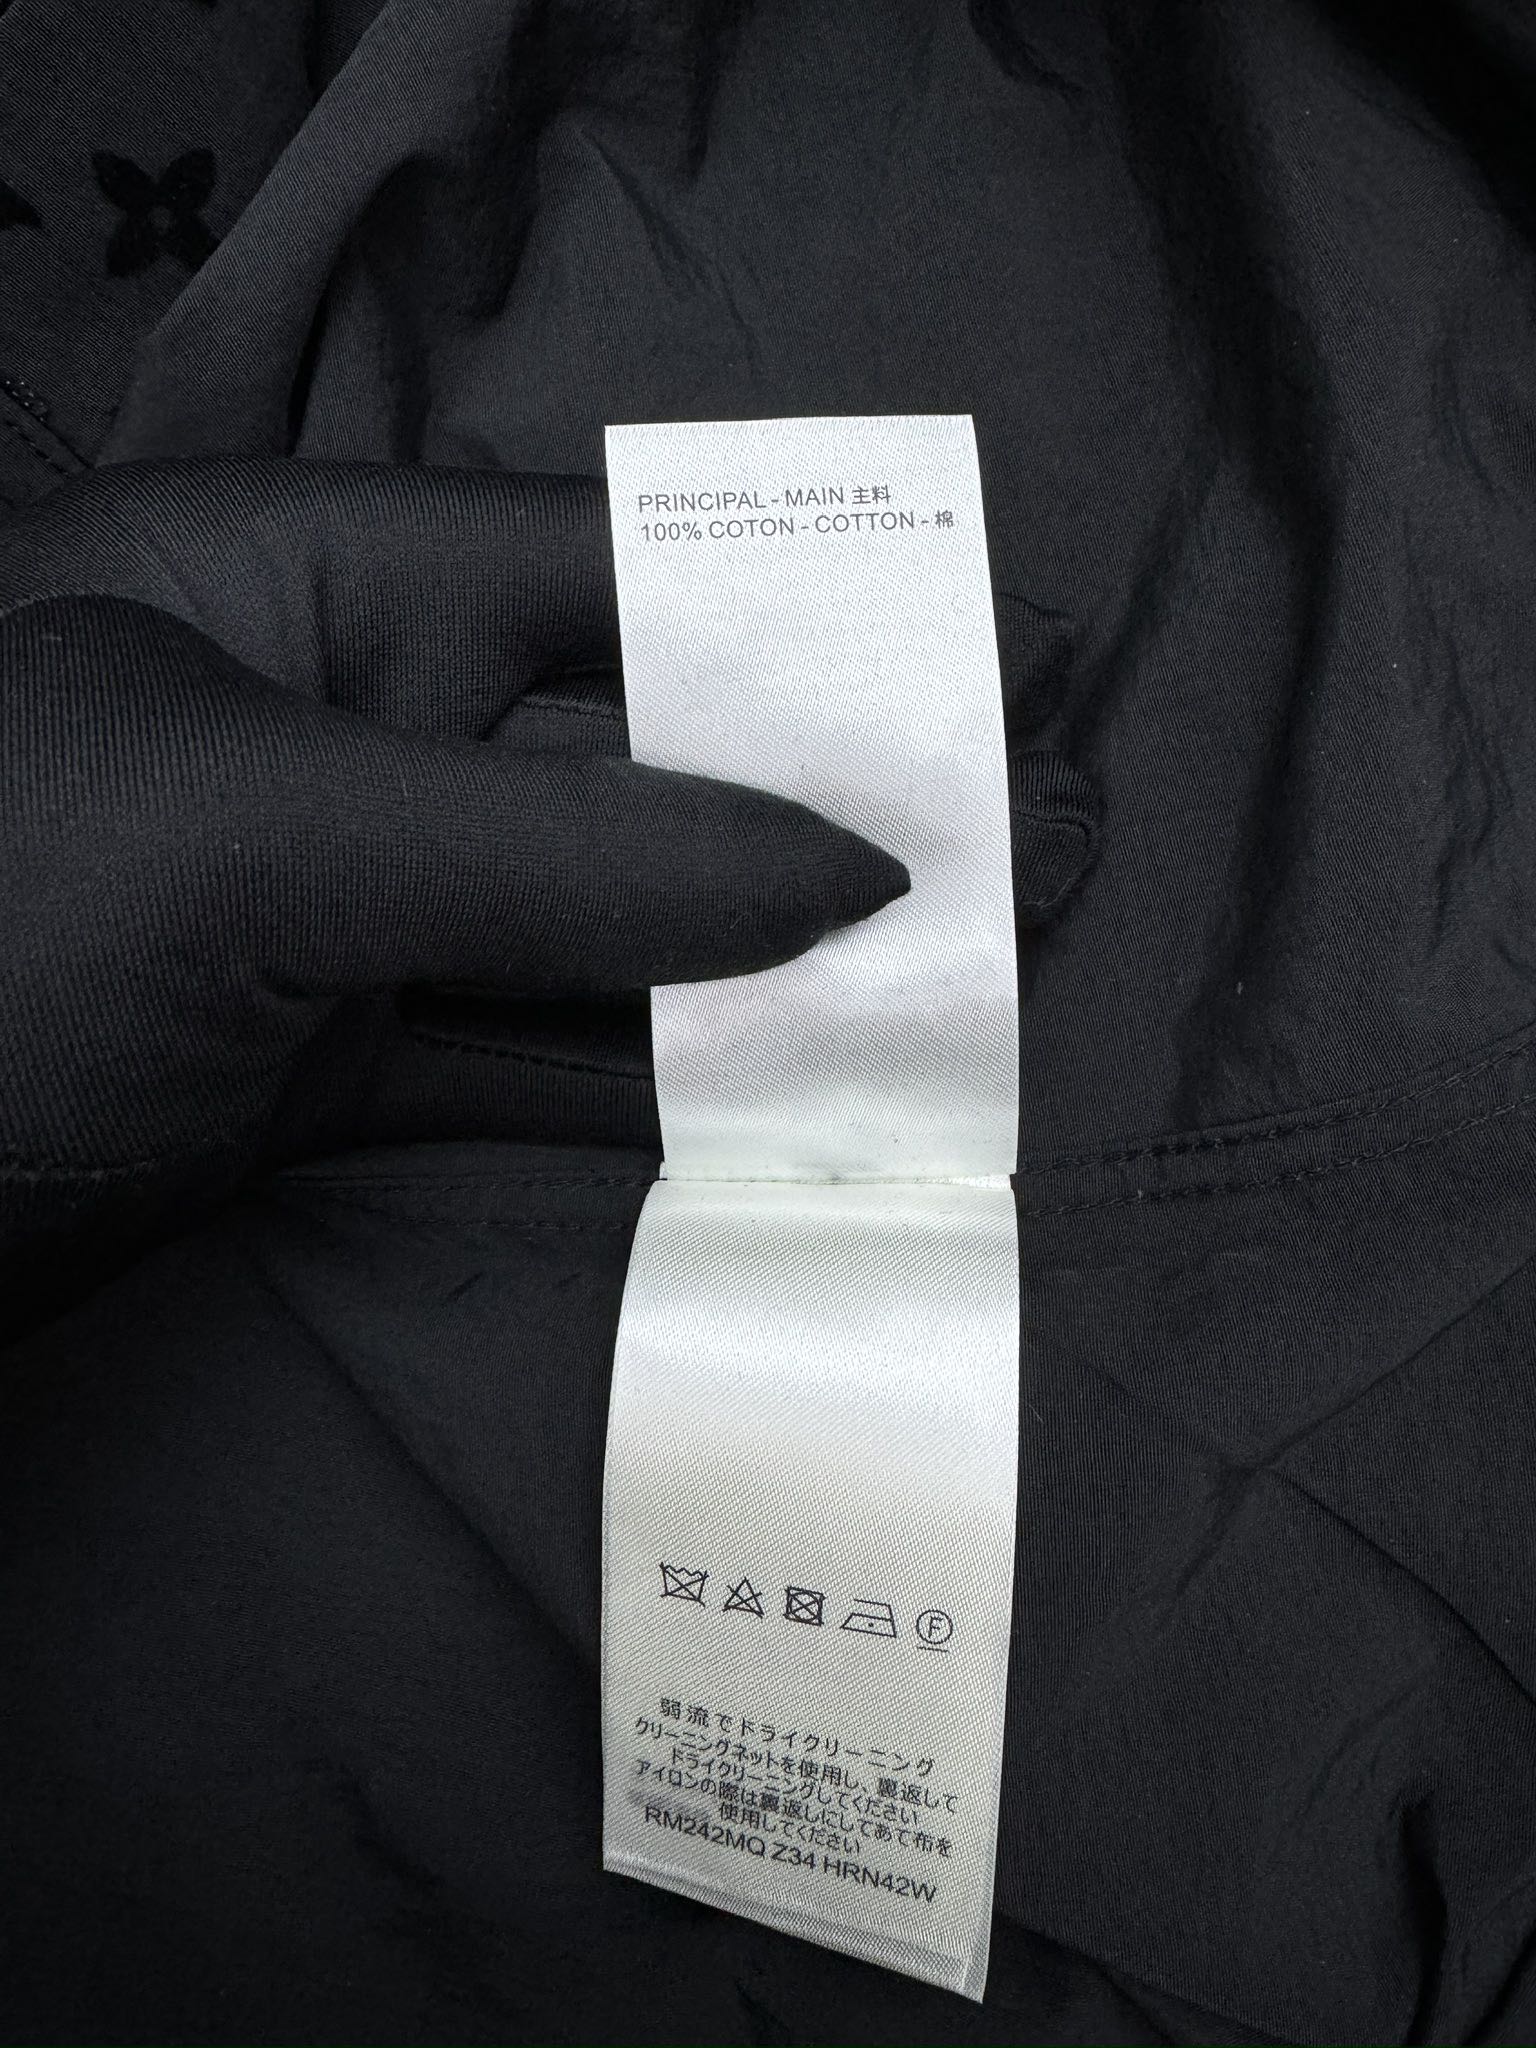 PRINCIPAL - MAIN 主料
100% COTON - COTTON - 棉
F
弱流でドライクリーニング
クリーニングネットを使用し、裏返して
ドライクリーニングしてください
アイロンの際は裏返しにしてあて布を
使用してください
RM242MQ Z34 HRN42W